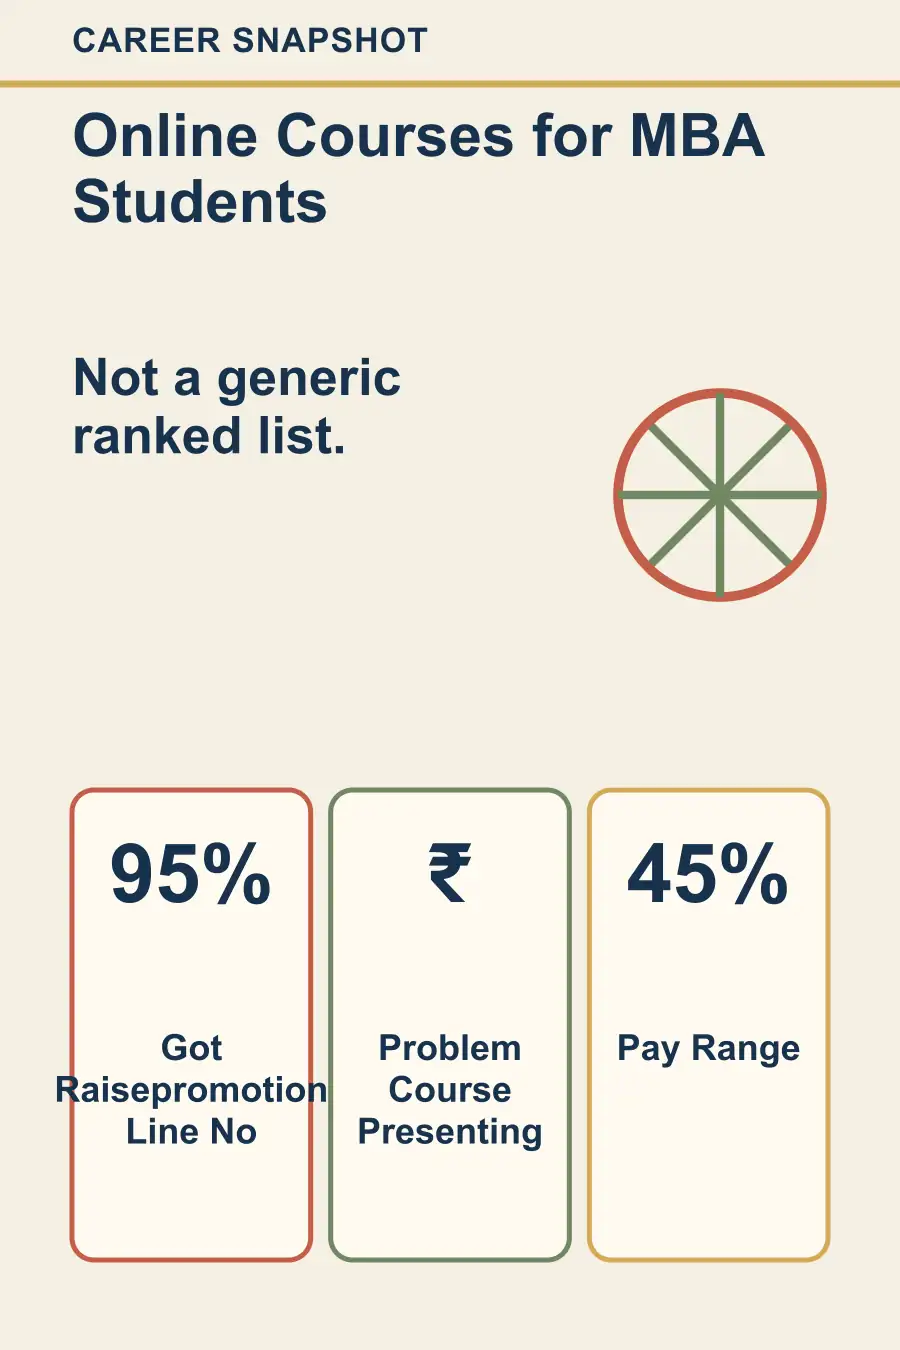 CAREER SNAPSHOT
Online Courses for MBA
Students
Not a generic
ranked list.
95%
Got
Raisepromotion
Line No
₹
Problem
Course
Presenting
45%
Pay Range